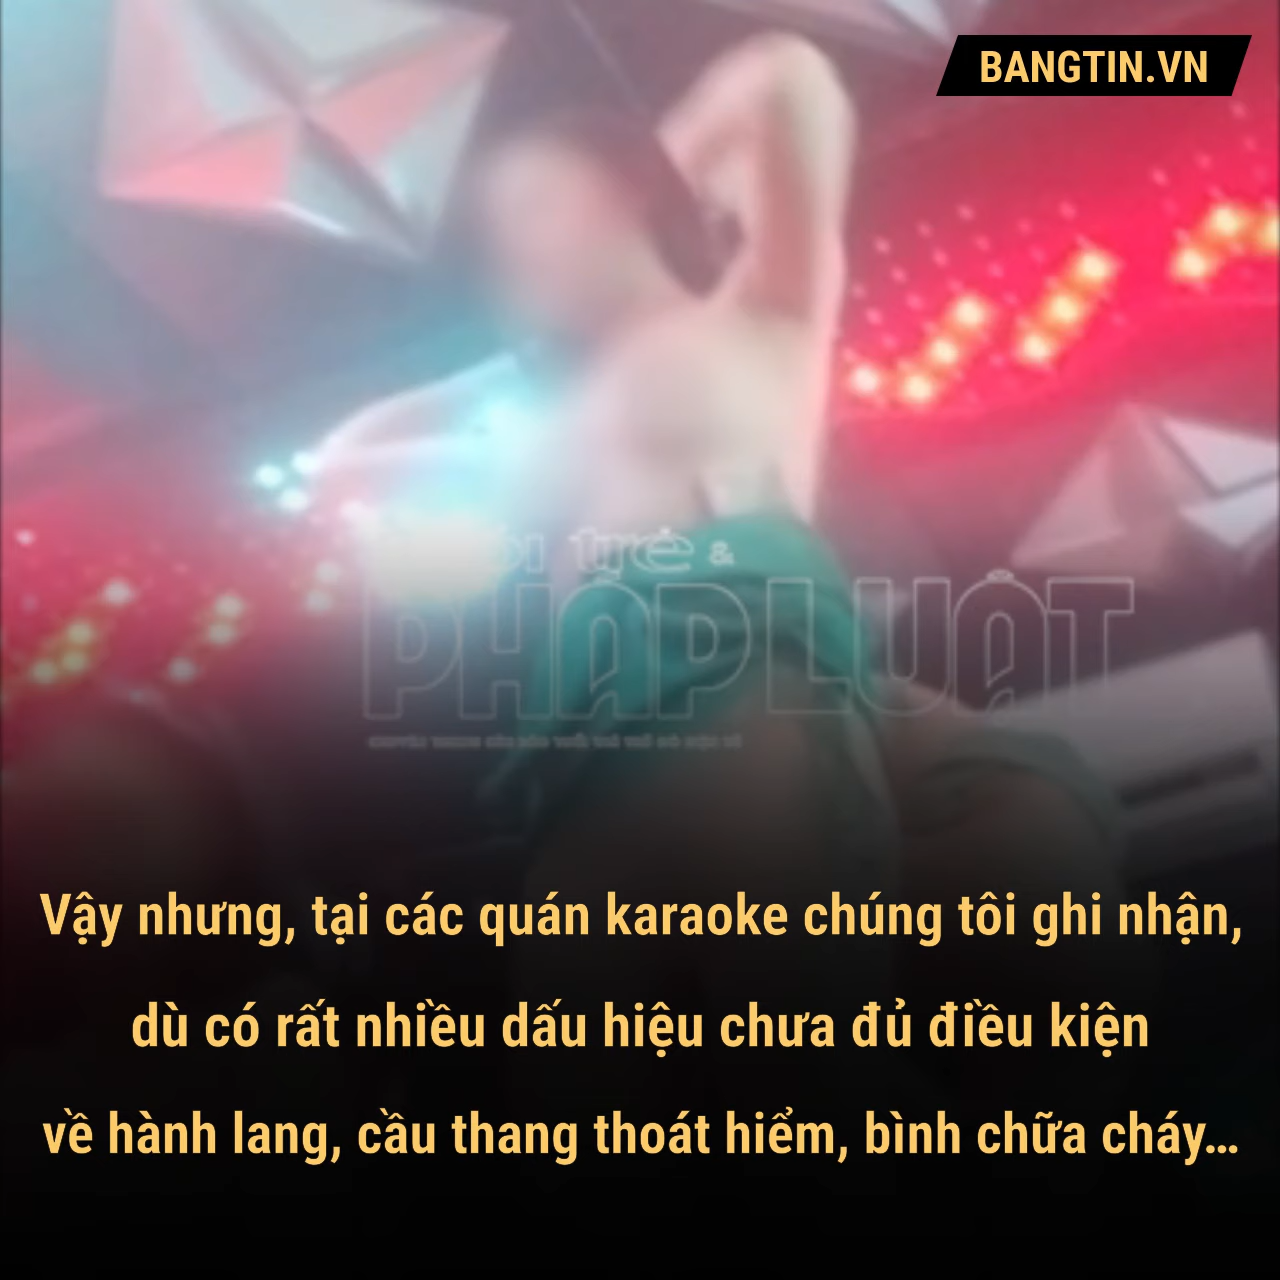 BANGTIN.VN
trẻ &
PHÁP LUẬT
Vậy nhưng, tại các quán karaoke chúng tôi ghi nhận,
dù có rất nhiều dấu hiệu chưa đủ điều kiện
về hành lang, cầu thang thoát hiểm, bình chữa cháy...